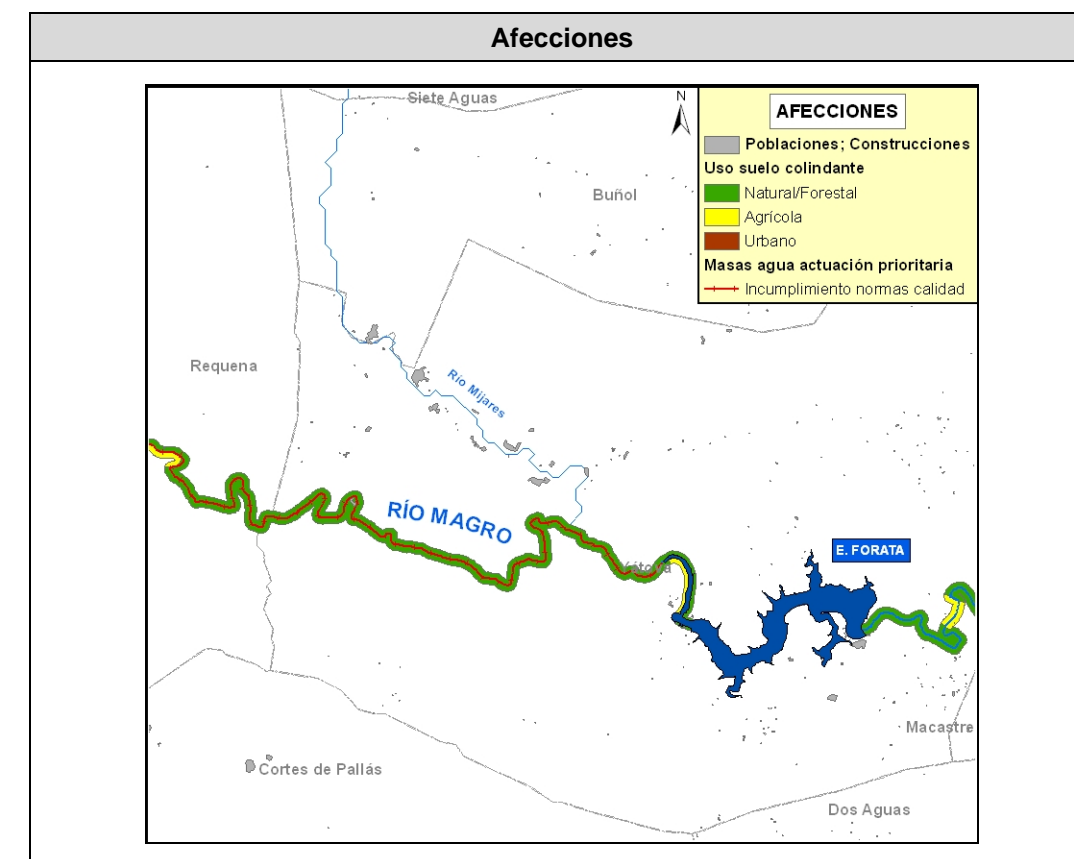 Afecciones
Siete Aguas
N
AFECCIONES
Poblaciones; Construcciones
Uso suelo colindante
Natural/Forestal
Agrícola
Urbano
Masas agua actuación prioritaria
Incumplimiento normas calidad
Buñol
Requena
Río Mijares
RÍO MAGRO
E. FORATA
Macastre
Cortes de Pallás
Dos Aguas